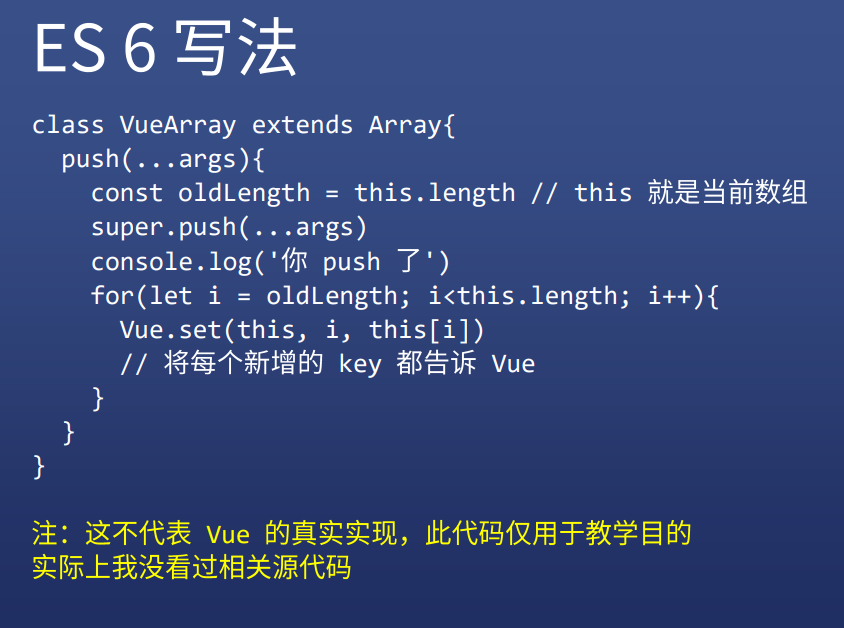 ES 6 写法
class VueArray extends Array{
  push(...args){
    const oldLength = this.length // this 就是当前数组
    super.push(...args)
    console.log('你 push 了')
    for(let i = oldLength; i<this.length; i++){
      Vue.set(this, i, this[i])
      // 将每个新增的 key 都告诉 Vue
    }
  }
}
注：这不代表 Vue 的真实实现，此代码仅用于教学目的
实际上我没看过相关源代码